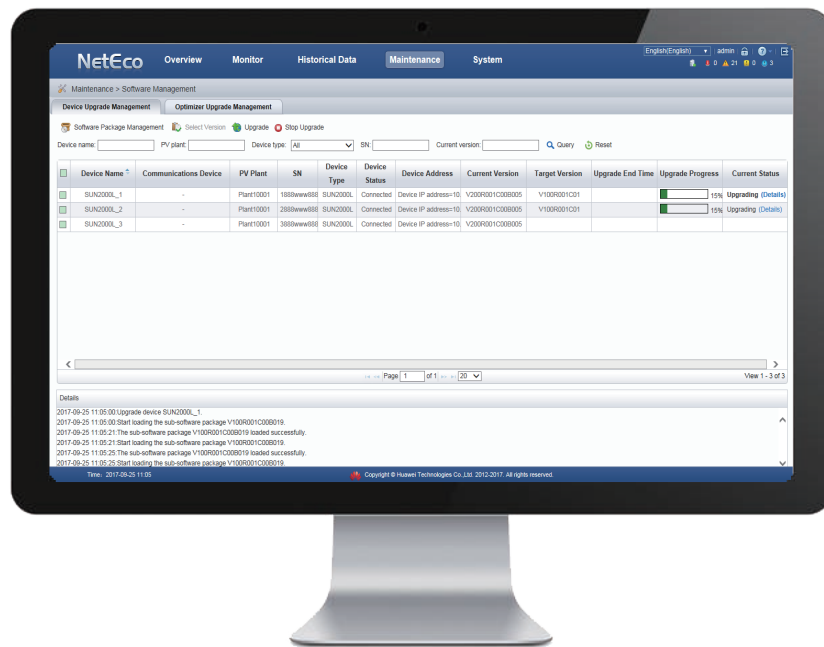 NetEco
Overview Monitor Historical Data Maintenance System
English(English) admin
0 21 0 3
Maintenance > Software Management
Device Upgrade Management Optimizer Upgrade Management
Software Package Management Select Version Upgrade Stop Upgrade
Device name: PV plant: Device type: All SN: Current version: Query Reset
Device Name Communications Device PV Plant SN Device Type Device Status Device Address Current Version Target Version Upgrade End Time Upgrade Progress Current Status
SUN2000L_1 - Plant10001 1888www888 SUN2000L Connected Device IP address=10. V200R001C00B005 V100R001C01 15% Upgrading (Details)
SUN2000L_2 - Plant10001 2888www888 SUN2000L Connected Device IP address=10. V200R001C00B005 V100R001C01 15% Upgrading (Details)
SUN2000L_3 - Plant10001 3888www888 SUN2000L Connected Device IP address=10. V200R001C00B005
Page 1 of 1 20 View 1 - 3 of 3
Details
2017-09-25 11:05:00:Upgrade device SUN2000L_1.
2017-09-25 11:05:00:Start loading the sub-software package V100R001C00B019.
2017-09-25 11:05:21:The sub-software package V100R001C00B019 loaded successfully.
2017-09-25 11:05:21:Start loading the sub-software package V100R001C00B019.
2017-09-25 11:05:25:The sub-software package V100R001C00B019 loaded successfully.
2017-09-25 11:05:25:Start loading the sub-software package V100R001C00B019.
Time: 2017-09-25 11:05 Copyright © Huawei Technologies Co.,Ltd. 2012-2017. All rights reserved.